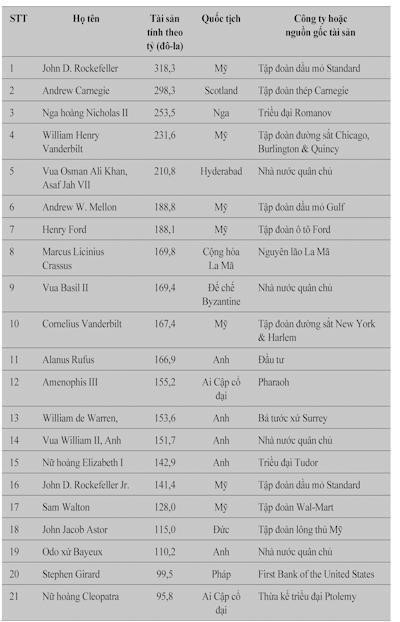 STT Họ tên Tài sản Quốc tịch Công ty hoặc
tính theo nguồn gốc tài sản
tỷ (đô-la)
1 John D. Rockefeller 318,3 Mỹ Tập đoàn dầu mỏ Standard
2 Andrew Carnegie 298,3 Scotland Tập đoàn thép Carnegie
3 Nga hoàng Nicholas II 253,5 Nga Triều đại Romanov
4 William Henry 231,6 Mỹ Tập đoàn đường sắt Chicago,
Vanderbilt Burlington & Quincy
5 Vua Osman Ali Khan, 210,8 Hyderabad Nhà nước quân chủ
Asaf Jah VII
6 Andrew W. Mellon 188,8 Mỹ Tập đoàn dầu mỏ Gulf
7 Henry Ford 188,1 Mỹ Tập đoàn ô tô Ford
8 Marcus Licinius 169,8 Cộng hòa Nguyên lão La Mã
Crassus La Mã
9 Vua Basil II 169,4 Đế chế Nhà nước quân chủ
Byzantine
10 Cornelius Vanderbilt 167,4 Mỹ Tập đoàn đường sắt New York
& Harlem
11 Alanus Rufus 166,9 Anh Đầu tư
12 Amenophis III 155,2 Ai Cập cổ Pharaoh
đại
13 William de Warren, 153,6 Anh Bá tước xứ Surrey
14 Vua William II, Anh 151,7 Anh Nhà nước quân chủ
15 Nữ hoàng Elizabeth I 142,9 Anh Triều đại Tudor
16 John D. Rockefeller Jr. 141,4 Mỹ Tập đoàn dầu mỏ Standard
17 Sam Walton 128,0 Mỹ Tập đoàn Wal-Mart
18 John Jacob Astor 115,0 Đức Tập đoàn lông thú Mỹ
19 Odo xứ Bayeux 110,2 Anh Nhà nước quân chủ
20 Stephen Girard 99,5 Pháp First Bank of the United States
21 Nữ hoàng Cleopatra 95,8 Ai Cập cổ Thừa kế triều đại Ptolemy
đại